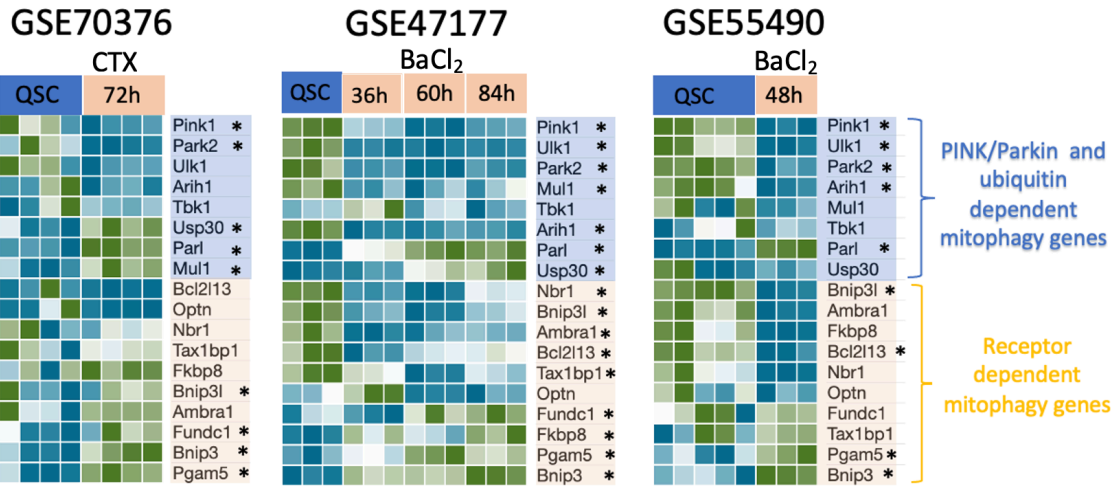 GSE70376
CTX
QSC 72h
Pink1 *
Park2 *
Ulk1
Arih1
Tbk1
Usp30 *
Parl *
Mul1 *
Bcl2l13
Optn
Nbr1
Tax1bp1
Fkbp8
Bnip3l *
Ambra1
Fundc1 *
Bnip3 *
Pgam5 *
GSE47177
BaCl2
QSC 36h 60h 84h
Pink1 *
Ulk1 *
Park2 *
Mul1 *
Tbk1
Arih1 *
Parl *
Usp30 *
Nbr1 *
Bnip3l *
Ambra1 *
Bcl2l13 *
Tax1bp1 *
Optn
Fundc1 *
Fkbp8 *
Pgam5 *
Bnip3 *
GSE55490
BaCl2
QSC 48h
Pink1 *
Ulk1 *
Park2 *
Arih1 *
Mul1
Tbk1
Parl *
Usp30
Bnip3l *
Ambra1
Fkbp8
Bcl2l13 *
Nbr1
Optn
Fundc1
Tax1bp1
Pgam5 *
Bnip3 *
PINK/Parkin and
ubiquitin
dependent
mitophagy genes
Receptor
dependent
mitophagy genes